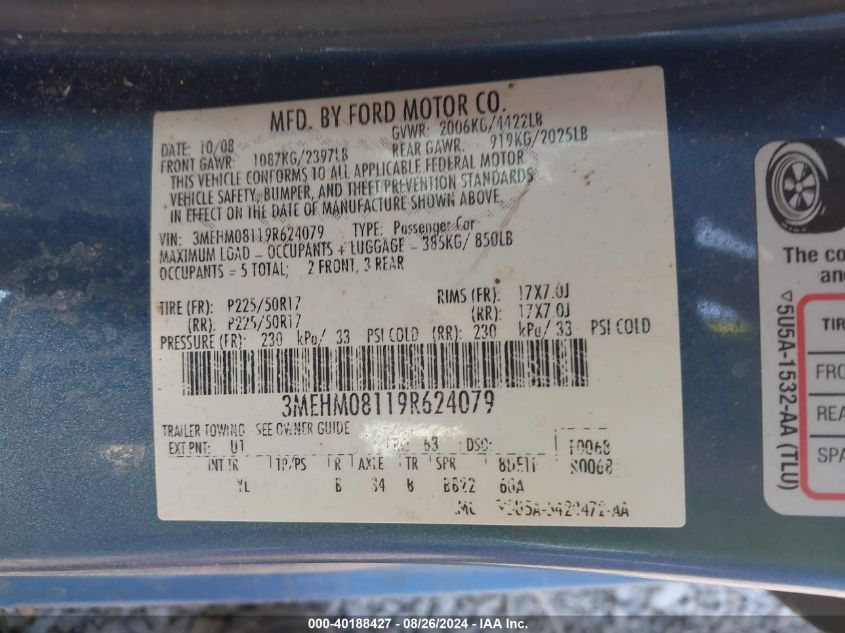 MFD. BY FORD MOTOR CO.
DATE: 10/08 GVWR: 2006KG/4422LB
FRONT GAWR: 1087KG/2397LB REAR GAWR: 919KG/2025LB
THIS VEHICLE CONFORMS TO ALL APPLICABLE FEDERAL MOTOR
VEHICLE SAFETY, BUMPER, AND THEFT PREVENTION STANDARDS
IN EFFECT ON THE DATE OF MANUFACTURE SHOWN ABOVE.
VIN: 3MEHM08119R624079 TYPE: Passenger Car
MAXIMUM LOAD = OCCUPANTS + LUGGAGE = 385KG/ 850LB
OCCUPANTS = 5 TOTAL; 2 FRONT, 3 REAR
TIRE (FR): P225/50R17 RIMS (FR): 17X7.0J
(RR): P225/50R17 (RR): 17X7.0J
PRESSURE (FR): 230 kPa/ 33 PSI COLD (RR): 230 kPa/ 33 PSI COLD
3MEHM08119R624079
TRAILER TOWING SEE OWNER GUIDE
EXT PNT: 63 DSO: F0068
INT TR TP/PS R AXLE TR SPR R0068
YL B 60A
The co
an
TIR
FRO
REA
SPA
▽5U5A-1532-AA (TLU)
000-40188427 - 08/26/2024 - IAA Inc.